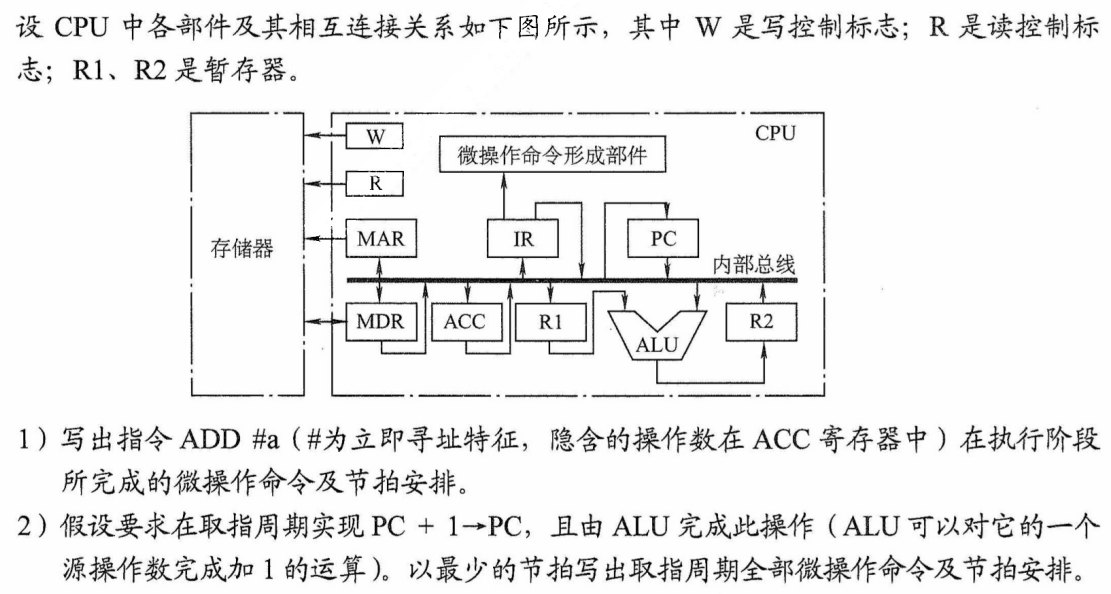 设 CPU 中各部件及其相互连接关系如下图所示，其中 W 是写控制标志；R 是读控制标
志；R1、R2 是暂存器。
W
CPU
微操作命令形成部件
R
存储器
MAR
IR
PC
内部总线
MDR
ACC
R1
ALU
R2
1）写出指令 ADD #a（#为立即寻址特征，隐含的操作数在 ACC 寄存器中）在执行阶段
所完成的微操作命令及节拍安排。
2）假设要求在取指周期实现 PC + 1→PC，且由 ALU 完成此操作（ALU 可以对它的一个
源操作数完成加 1 的运算）。以最少的节拍写出取指周期全部微操作命令及节拍安排。